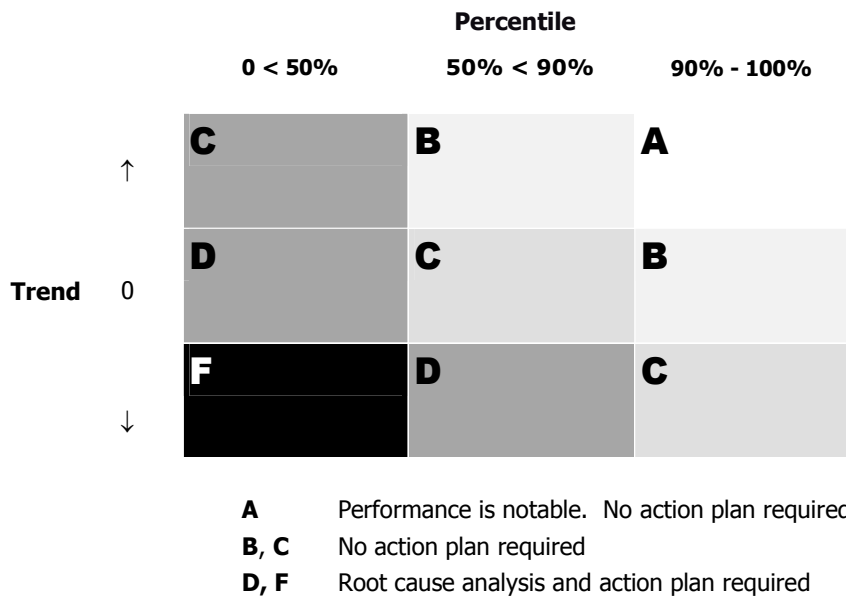 Percentile
0 < 50% 50% < 90% 90% - 100%
C B A
↑
D C B
Trend 0
F D C
↓
A Performance is notable. No action plan required
B, C No action plan required
D, F Root cause analysis and action plan required